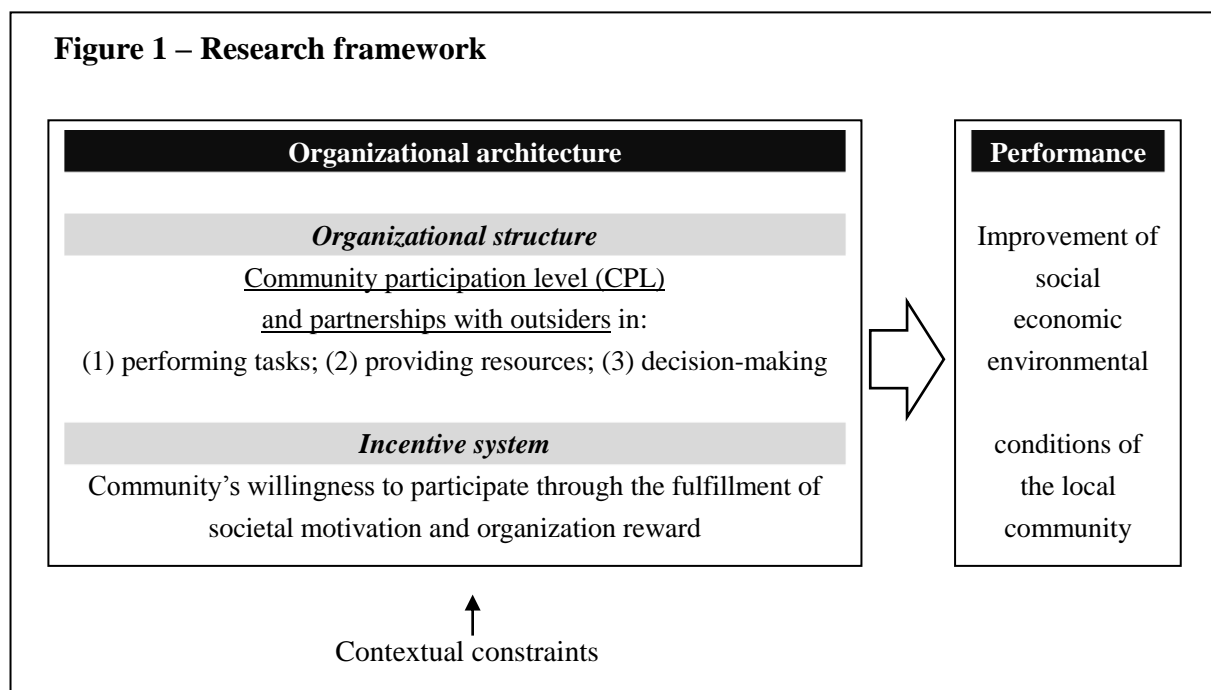 Figure 1 – Research framework
Organizational architecture
Organizational structure
Community participation level (CPL)
and partnerships with outsiders in:
(1) performing tasks; (2) providing resources; (3) decision-making
Incentive system
Community’s willingness to participate through the fulfillment of
societal motivation and organization reward
Performance
Improvement of
social
economic
environmental
conditions of
the local
community
Contextual constraints